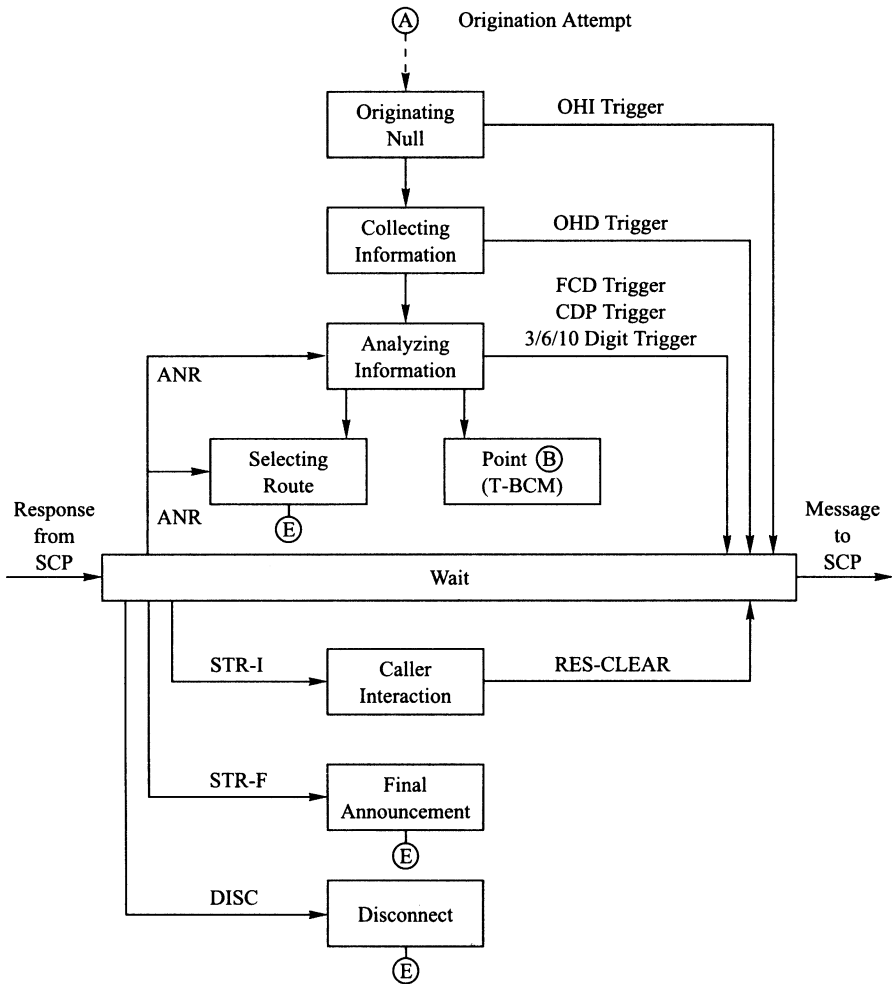 A Origination Attempt
Originating
Null
OHI Trigger
Collecting
Information
OHD Trigger
FCD Trigger
CDP Trigger
3/6/10 Digit Trigger
Analyzing
Information
ANR
Selecting
Route
Point B
(T-BCM)
ANR
E
Response
from
SCP
Wait
Message
to
SCP
STR-I
Caller
Interaction
RES-CLEAR
STR-F
Final
Announcement
E
DISC
Disconnect
E